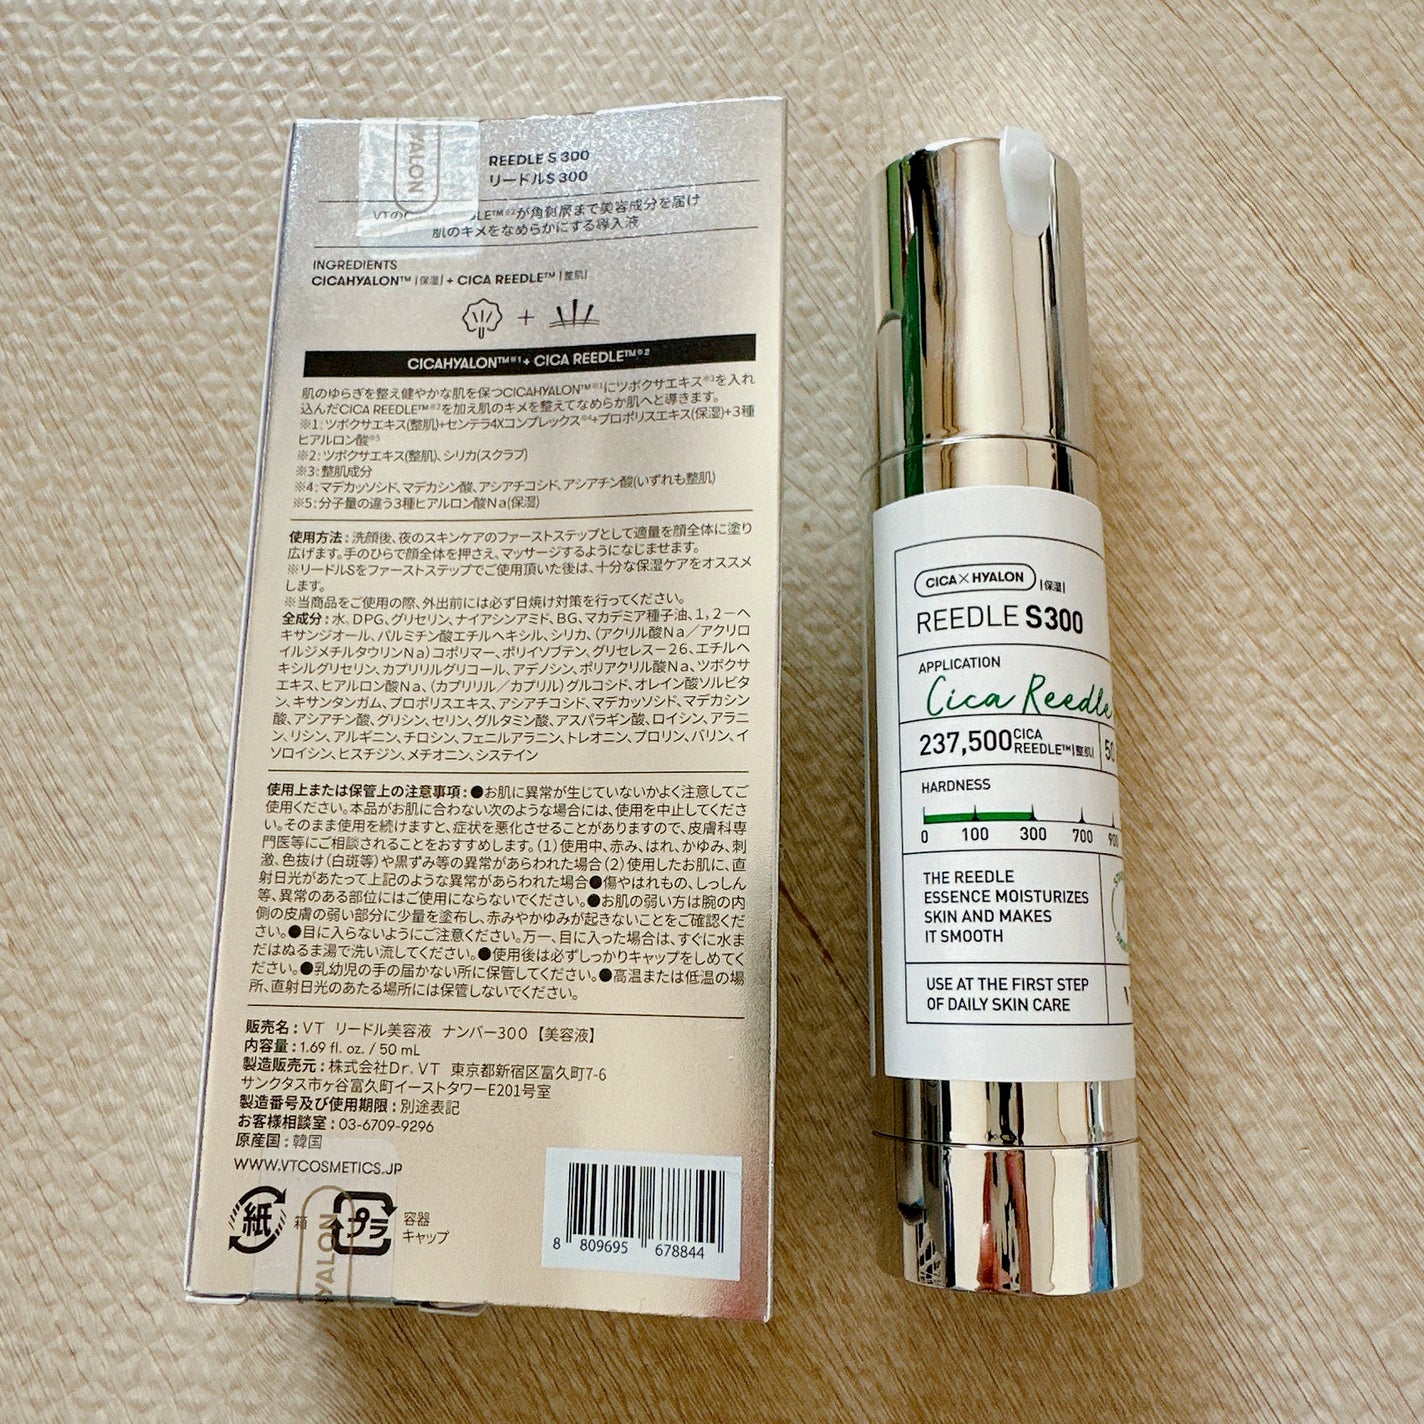 YALON
REEDLE S 300
リードルS 300
VTの
DLE™※2が角層まで美容成分を届け
肌のキメをなめらかにする導入液
INGREDIENTS
CICAHYALON™ |保湿| + CICA REEDLE™ |整肌|
+
CICAHYALON™※1 + CICA REEDLE™※2
肌のゆらぎを整え健やかな肌を保つCICAHYALON™※1にツボクサエキス※3を入れ
込んだCICA REEDLE™※2を加え肌のキメを整えてなめらか肌へと導きます。
※1:ツボクサエキス(整肌)+センテラ4Xコンプレックス※4+プロポリスエキス(保湿)+3種
ヒアルロン酸※5
※2:ツボクサエキス(整肌)、シリカ(スクラブ)
※3:整肌成分
※4:マデカッソシド、マデカシン酸、アシアチコシド、アシアチン酸(いずれも整肌)
※5:分子量の違う3種ヒアルロン酸Na(保湿)
使用方法:洗顔後、夜のスキンケアのファーストステップとして適量を顔全体に塗り
広げます。手のひらで顔全体を押さえ、マッサージするようになじませます。
※リードルSをファーストステップでご使用頂いた後は、十分な保湿ケアをオススメ
します。
※当商品をご使用の際、外出前には必ず日焼け対策を行ってください。
全成分:水、DPG、グリセリン、ナイアシンアミド、BG、マカデミア種子油、1,2-ヘ
キサンジオール、パルミチン酸エチルヘキシル、シリカ、(アクリル酸Na/アクリロ
イルジメチルタウリンNa)コポリマー、ポリイソブテン、グリセレス-26、エチルヘ
キシルグリセリン、カプリリルグリコール、アデノシン、ポリアクリル酸Na、ツボクサ
エキス、ヒアルロン酸Na、(カプリリル/カプリル)グルコシド、オレイン酸ソルビタ
ン、キサンタンガム、プロポリスエキス、アシアチコシド、マデカッソシド、マデカシン
酸、アシアチン酸、グリシン、セリン、グルタミン酸、アスパラギン酸、ロイシン、アラニ
ン、リシン、アルギニン、チロシン、フェニルアラニン、トレオニン、プロリン、バリン、イ
ソロイシン、ヒスチジン、メチオニン、システイン
使用上または保管上の注意事項:●お肌に異常が生じていないかよく注意してご
使用ください。本品がお肌に合わない次のような場合には、使用を中止してくださ
い。そのまま使用を続けますと、症状を悪化させることがありますので、皮膚科専
門医等にご相談されることをおすすめします。(1)使用中、赤み、はれ、かゆみ、刺
激、色抜け(白斑等)や黒ずみ等の異常があらわれた場合(2)使用したお肌に、直
射日光があたって上記のような異常があらわれた場合●傷やはれもの、しっしん
等、異常のある部位にはご使用にならないでください。●お肌の弱い方は腕の内
側の皮膚の弱い部分に少量を塗布し、赤みやかゆみが起きないことをご確認くだ
さい。●目に入らないようにご注意ください。万一、目に入った場合は、すぐに水ま
たはぬるま湯で洗い流してください。●使用後は必ずしっかりキャップをしめてく
ださい。●乳幼児の手の届かない所に保管してください。●高温または低温の場
所、直射日光のあたる場所には保管しないでください。
販売名:VT リードル美容液 ナンバー300【美容液】
内容量:1.69 fl. oz. / 50 mL
製造販売元:株式会社Dr. VT 東京都新宿区富久町7-6
サンクタス市ヶ谷富久町イーストタワーE201号室
製造番号及び使用期限:別途表記
お客様相談室:03-6709-9296
原産国:韓国
WWW.VTCOSMETICS.JP
紙 箱
プラ 容器
キャップ
YALON
8 809695 678844
CICA×HYALON |保湿|
REEDLE S300
APPLICATION
Cica Reedle
237,500 CICA REEDLE™|整肌| 50
HARDNESS
0 100 300 700 900
THE REEDLE
ESSENCE MOISTURIZES
SKIN AND MAKES
IT SMOOTH
USE AT THE FIRST STEP
OF DAILY SKIN CARE